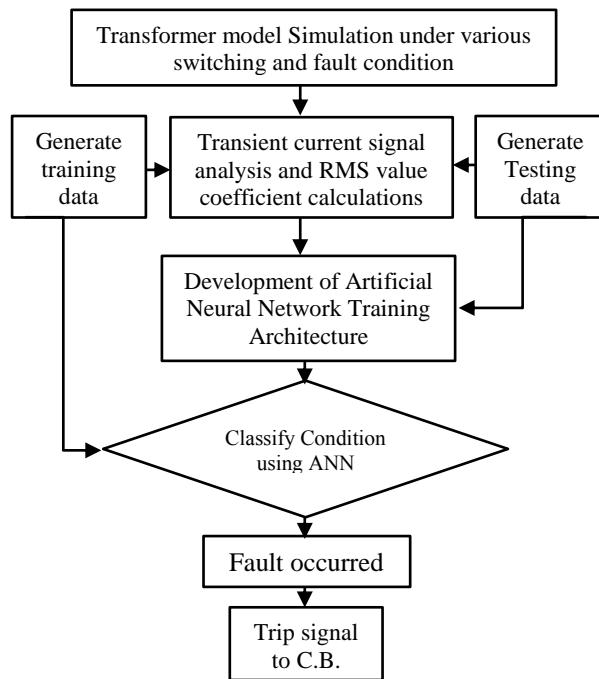 Transformer model Simulation under various
switching and fault condition
Generate
training
data
Transient current signal
analysis and RMS value
coefficient calculations
Generate
Testing
data
Development of Artificial
Neural Network Training
Architecture
Classify Condition
using ANN
Fault occurred
Trip signal
to C.B.